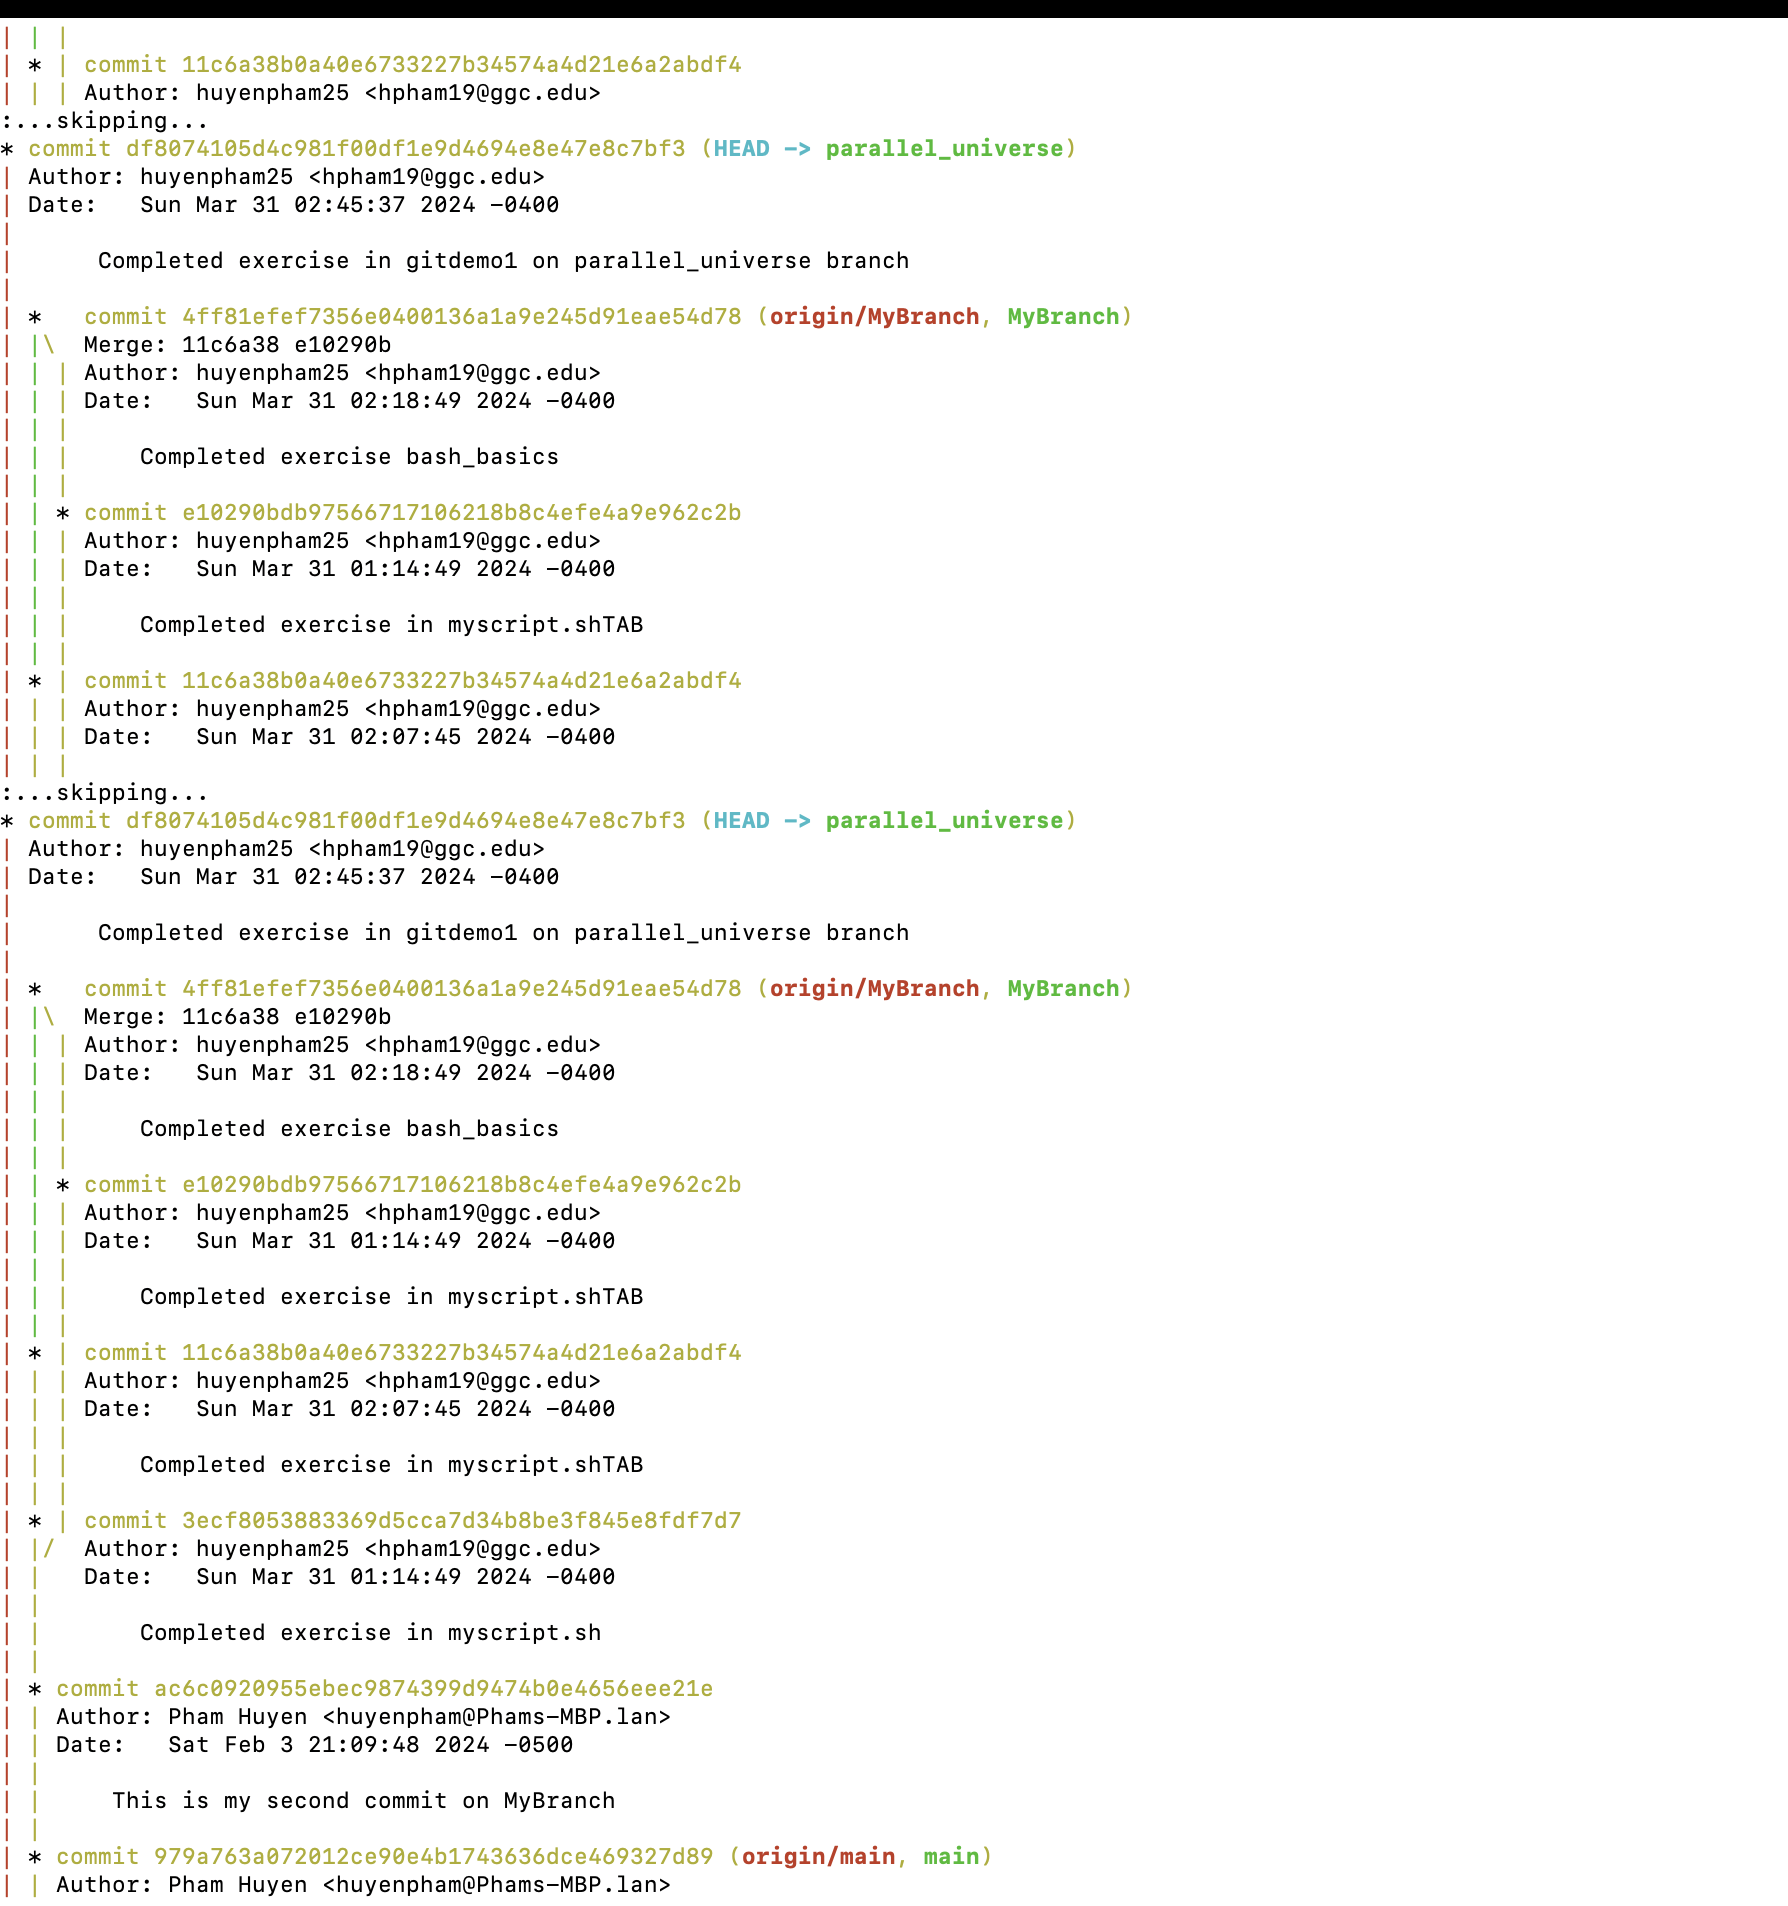 | | |
| * | commit 11c6a38b0a40e6733227b34574a4d21e6a2abdf4
| | | Author: huyenpham25 <hpham19@ggc.edu>
:...skipping...
* commit df8074105d4c981f00df1e9d4694e8e47e8c7bf3 (HEAD -> parallel_universe)
| Author: huyenpham25 <hpham19@ggc.edu>
| Date:   Sun Mar 31 02:45:37 2024 -0400
|
|      Completed exercise in gitdemo1 on parallel_universe branch
|
| *   commit 4ff81efef7356e0400136a1a9e245d91eae54d78 (origin/MyBranch, MyBranch)
| |\  Merge: 11c6a38 e10290b
| | | Author: huyenpham25 <hpham19@ggc.edu>
| | | Date:   Sun Mar 31 02:18:49 2024 -0400
| | |
| | |     Completed exercise bash_basics
| | |
| | * commit e10290bdb97566717106218b8c4efe4a9e962c2b
| | | Author: huyenpham25 <hpham19@ggc.edu>
| | | Date:   Sun Mar 31 01:14:49 2024 -0400
| | |
| | |     Completed exercise in myscript.shTAB
| | |
| * | commit 11c6a38b0a40e6733227b34574a4d21e6a2abdf4
| | | Author: huyenpham25 <hpham19@ggc.edu>
| | | Date:   Sun Mar 31 02:07:45 2024 -0400
| | |
:...skipping...
* commit df8074105d4c981f00df1e9d4694e8e47e8c7bf3 (HEAD -> parallel_universe)
| Author: huyenpham25 <hpham19@ggc.edu>
| Date:   Sun Mar 31 02:45:37 2024 -0400
|
|      Completed exercise in gitdemo1 on parallel_universe branch
|
| *   commit 4ff81efef7356e0400136a1a9e245d91eae54d78 (origin/MyBranch, MyBranch)
| |\  Merge: 11c6a38 e10290b
| | | Author: huyenpham25 <hpham19@ggc.edu>
| | | Date:   Sun Mar 31 02:18:49 2024 -0400
| | |
| | |     Completed exercise bash_basics
| | |
| | * commit e10290bdb97566717106218b8c4efe4a9e962c2b
| | | Author: huyenpham25 <hpham19@ggc.edu>
| | | Date:   Sun Mar 31 01:14:49 2024 -0400
| | |
| | |     Completed exercise in myscript.shTAB
| | |
| * | commit 11c6a38b0a40e6733227b34574a4d21e6a2abdf4
| | | Author: huyenpham25 <hpham19@ggc.edu>
| | | Date:   Sun Mar 31 02:07:45 2024 -0400
| | |
| | |     Completed exercise in myscript.shTAB
| | |
| * | commit 3ecf8053883369d5cca7d34b8be3f845e8fdf7d7
| |/  Author: huyenpham25 <hpham19@ggc.edu>
| |   Date:   Sun Mar 31 01:14:49 2024 -0400
| |
| |       Completed exercise in myscript.sh
| |
| * commit ac6c0920955ebec9874399d9474b0e4656eee21e
| | Author: Pham Huyen <huyenpham@Phams-MBP.lan>
| | Date:   Sat Feb 3 21:09:48 2024 -0500
| |
| |     This is my second commit on MyBranch
| |
| * commit 979a763a072012ce90e4b1743636dce469327d89 (origin/main, main)
| | Author: Pham Huyen <huyenpham@Phams-MBP.lan>